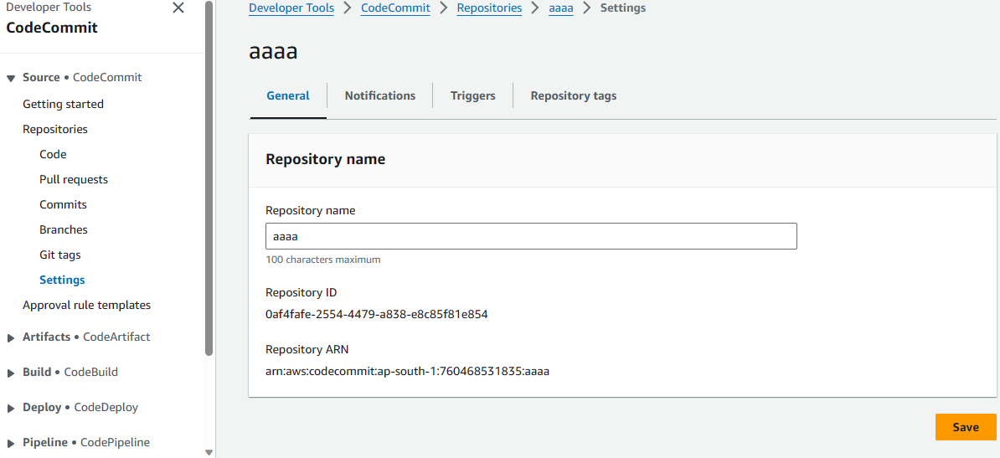 Developer Tools
CodeCommit
Source • CodeCommit
Getting started
Repositories
Code
Pull requests
Commits
Branches
Git tags
Settings
Approval rule templates
Artifacts • CodeArtifact
Build • CodeBuild
Deploy • CodeDeploy
Pipeline • CodePipeline
Developer Tools > CodeCommit > Repositories > aaaa > Settings
aaaa
General Notifications Triggers Repository tags
Repository name
Repository name
aaaa
100 characters maximum
Repository ID
0af4fafe-2554-4479-a838-e8c85f81e854
Repository ARN
arn:aws:codecommit:ap-south-1:760468531835:aaaa
Save